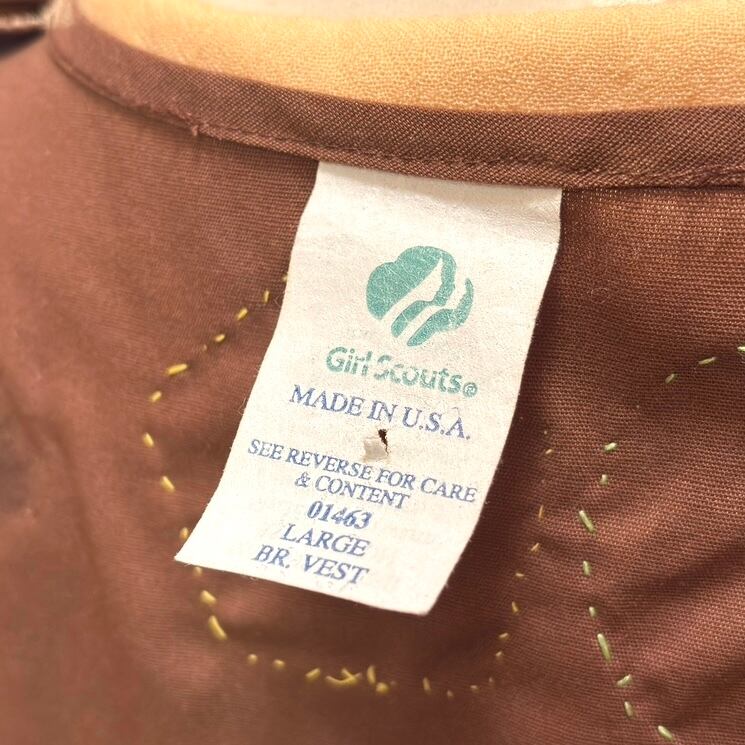 Girl Scouts®
MADE IN U.S.A.
SEE REVERSE FOR CARE
& CONTENT
01463
LARGE
BR. VEST